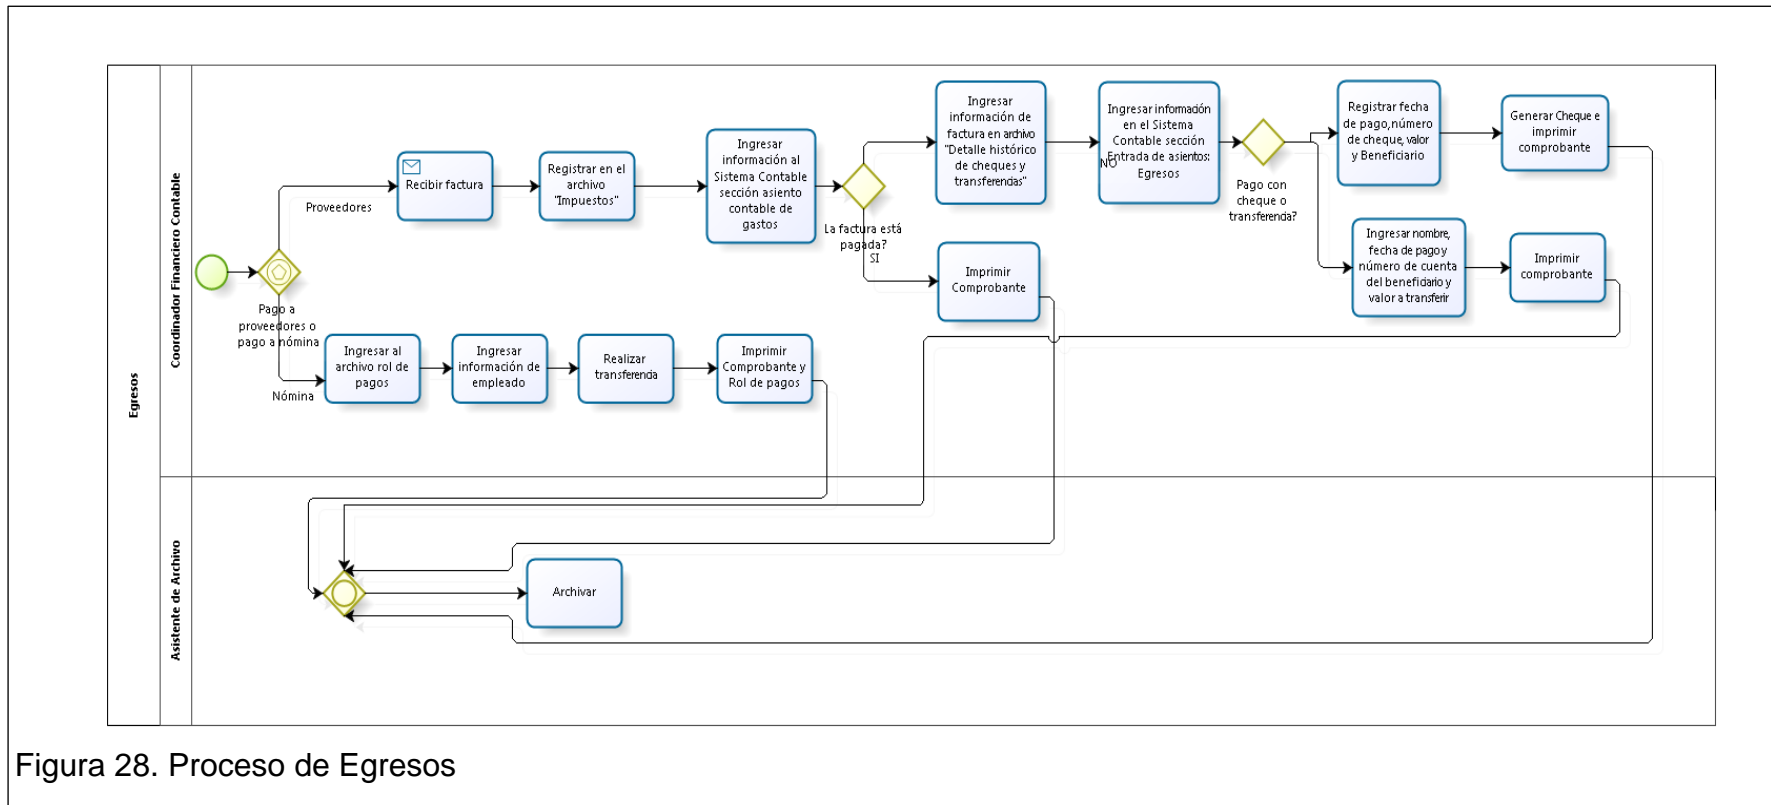 Egresos
Coordinador Financiero Contable
Asistente de Archivo
Pago a
proveedores o
pago a nómina
Proveedores
Nómina
Recibir factura
Registrar en el
archivo
"Impuestos"
Ingresar
información al
Sistema Contable
sección asiento
contable de
gastos
La factura está
pagada?
SI
NO
Ingresar
información de
factura en archivo
"Detalle histórico
de cheques y
transferencias"
Ingresar información
en el Sistema
Contable sección
Entrada de asientos:
Egresos
Pago con
cheque o
transferencia?
Registrar fecha
de pago, número
de cheque, valor
y Beneficiario
Generar Cheque e
imprimir
comprobante
Ingresar nombre,
fecha de pago y
número de cuenta
del beneficiario y
valor a transferir
Imprimir
comprobante
Imprimir
Comprobante
Ingresar al
archivo rol de
pagos
Ingresar
información de
empleado
Realizar
transferencia
Imprimir
Comprobante y
Rol de pagos
Archivar
Figura 28. Proceso de Egresos